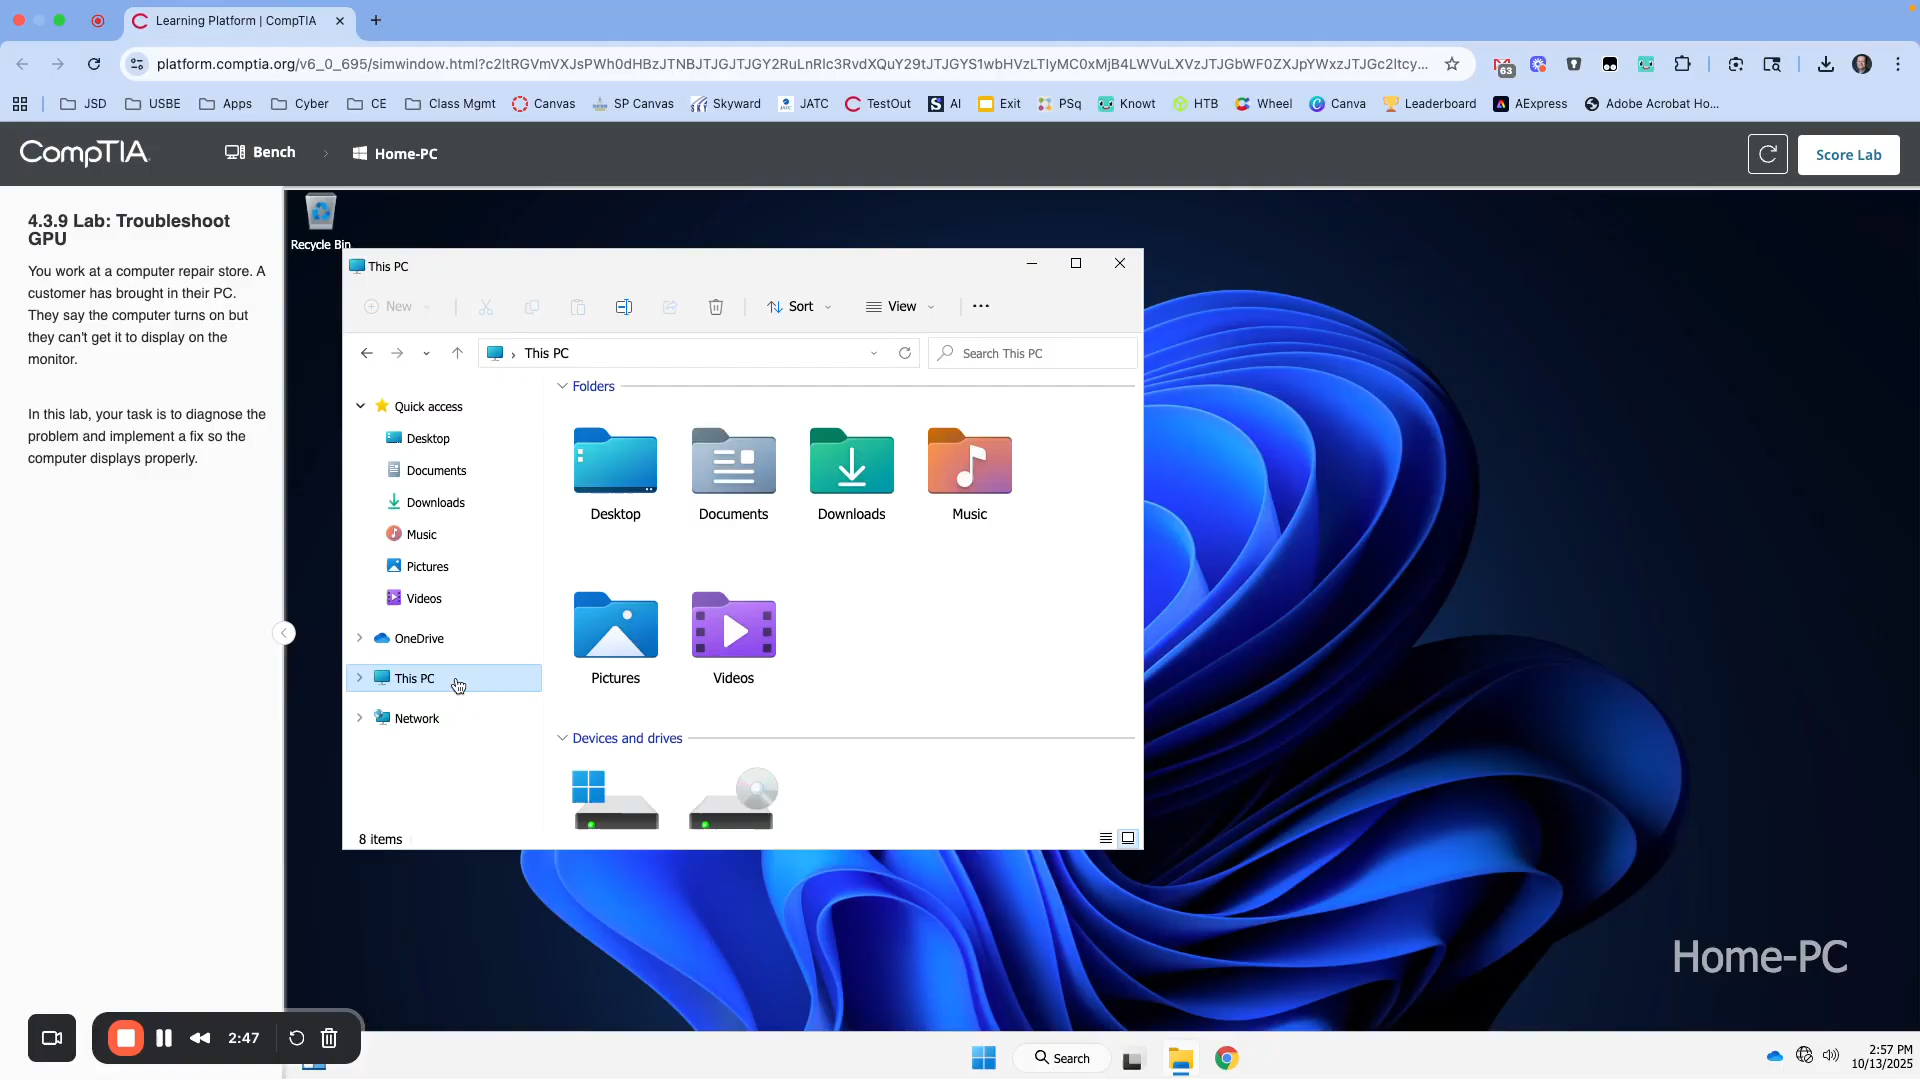 Learning Platform | CompTIA
platform.comptia.org/v6_0_695/simwindow.html?c2ltRGVmVXJsPWh0dHBzJTNBJTJGJTJGY2RuLnRlc3RvdXQuY29tJTJGYS1wbHVzLTIyMC0xMjB4LWVuLXVzJTJGbWF0ZXJpYWxzJTJGc2ltcy...
63
JSD
USBE
Apps
Cyber
CE
Class Mgmt
Canvas
SP Canvas
Skyward
JATC
TestOut
AI
Exit
PSq
Knowt
HTB
Wheel
Canva
Leaderboard
AExpress
Adobe Acrobat Ho...
CompTIA.
Bench
Home-PC
Score Lab
4.3.9 Lab: Troubleshoot
GPU
You work at a computer repair store. A
customer has brought in their PC.
They say the computer turns on but
they can't get it to display on the
monitor.
In this lab, your task is to diagnose the
problem and implement a fix so the
computer displays properly.
Recycle Bin
This PC
New
Sort
View
This PC
Search This PC
Quick access
Desktop
Documents
Downloads
Music
Pictures
Videos
OneDrive
This PC
Network
Folders
Desktop
Documents
Downloads
Music
Pictures
Videos
Devices and drives
8 items
Home-PC
2:47
Search
2:57 PM
10/13/2025